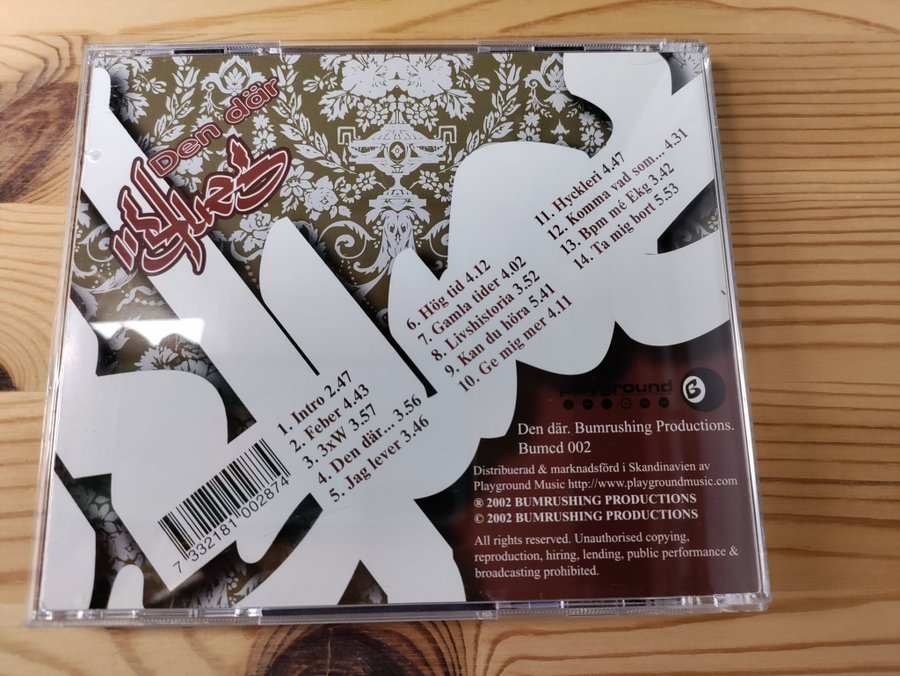 Den där
1. Intro 2.47
2. Feber 4.43
3. 3xW 3.57
4. Den där... 3.56
5. Jag lever 3.46
6. Hög tid 4.12
7. Gamla tider 4.02
8. Livshistoria 3.52
9. Kan du höra 5.41
10. Ge mig mer 4.11
11. Hyckleri 4.47
12. Komma vad som... 4.31
13. Bpm mé Ekg 3.42
14. Ta mig bort 5.53
7 332181 002874
playground
B
Den där. Bumrushing Productions.
Bumcd 002
Distribuerad & marknadsförd i Skandinavien av
Playground Music http://www.playgroundmusic.com
℗ 2002 BUMRUSHING PRODUCTIONS
© 2002 BUMRUSHING PRODUCTIONS
All rights reserved. Unauthorised copying,
reproduction, hiring, lending, public performance &
broadcasting prohibited.